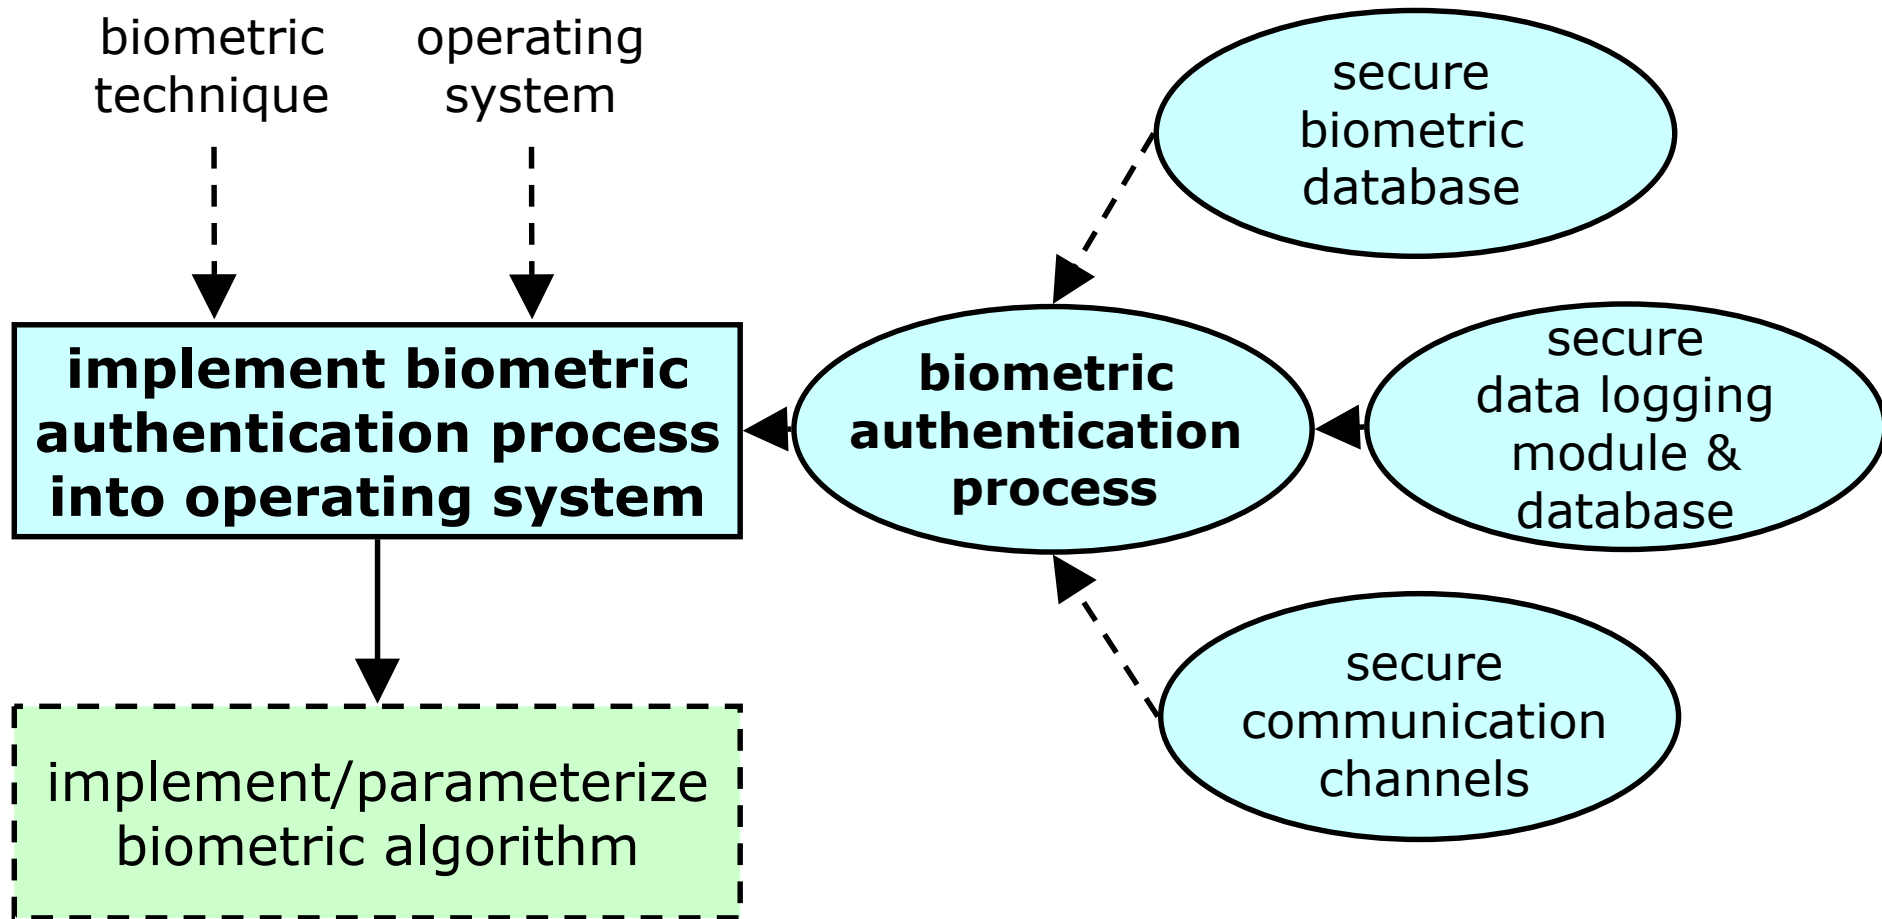 biometric
technique
operating
system
secure
biometric
database
implement biometric
authentication process
into operating system
biometric
authentication
process
secure
data logging
module &
database
secure
communication
channels
implement/parameterize
biometric algorithm